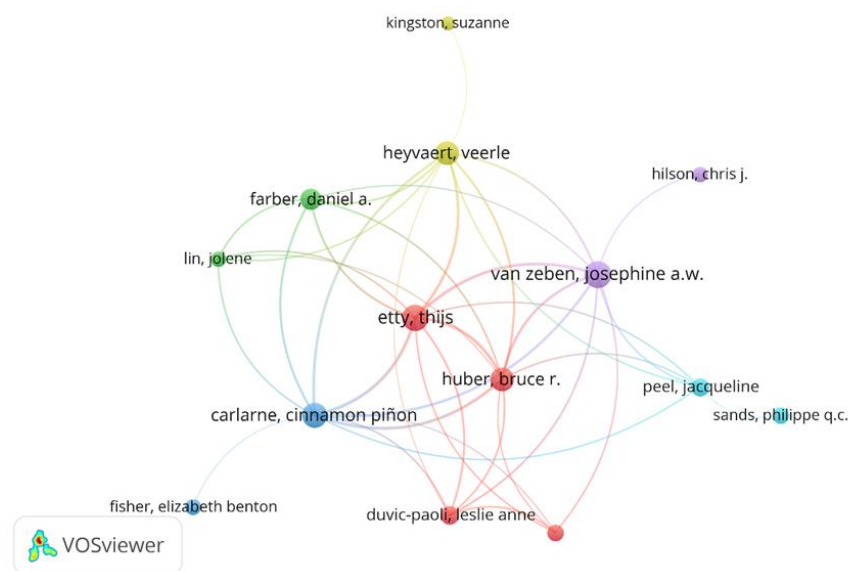 kingston, suzanne
heyvaert, veerle
hilson, chris j.
farber, daniel a.
lin, jolene
van zeben, josephine a.w.
etty, thijs
huber, bruce r.
peel, jacqueline
carlarne, cinnamon piñon
sands, philippe q.c.
fisher, elizabeth benton
duvic-paoli, leslie anne
VOSviewer